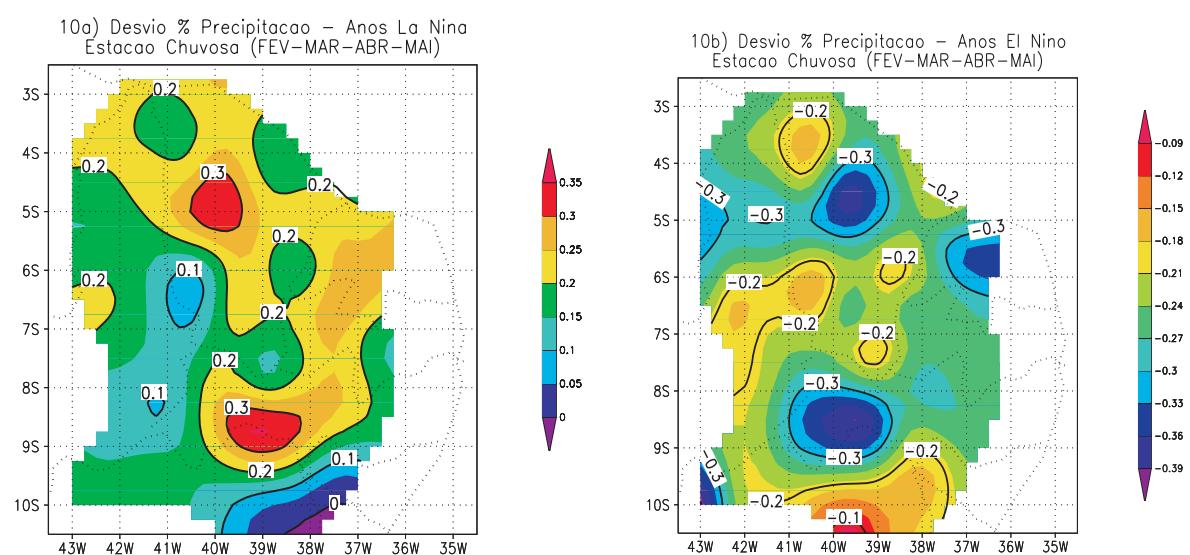 10a) Desvio % Precipitacao – Anos La Nina
Estacao Chuvosa (FEV-MAR-ABR-MAI)
3S
4S
5S
6S
7S
8S
9S
10S
43W 42W 41W 40W 39W 38W 37W 36W 35W
0.2
0.2
0.3
0.2
0.2
0.1
0.2
0.2
0.2
0.1
0.3
0.2
0.1
0
0.35
0.3
0.25
0.2
0.15
0.1
0.05
0
10b) Desvio % Precipitacao – Anos El Nino
Estacao Chuvosa (FEV-MAR-ABR-MAI)
3S
4S
5S
6S
7S
8S
9S
10S
43W 42W 41W 40W 39W 38W 37W 36W 35W
-0.2
-0.3
-0.3
-0.2
-0.3
-0.3
-0.2
-0.2
-0.2
-0.2
-0.3
-0.2
-0.3
-0.3
-0.2
-0.1
-0.09
-0.12
-0.15
-0.18
-0.21
-0.24
-0.27
-0.3
-0.33
-0.36
-0.39